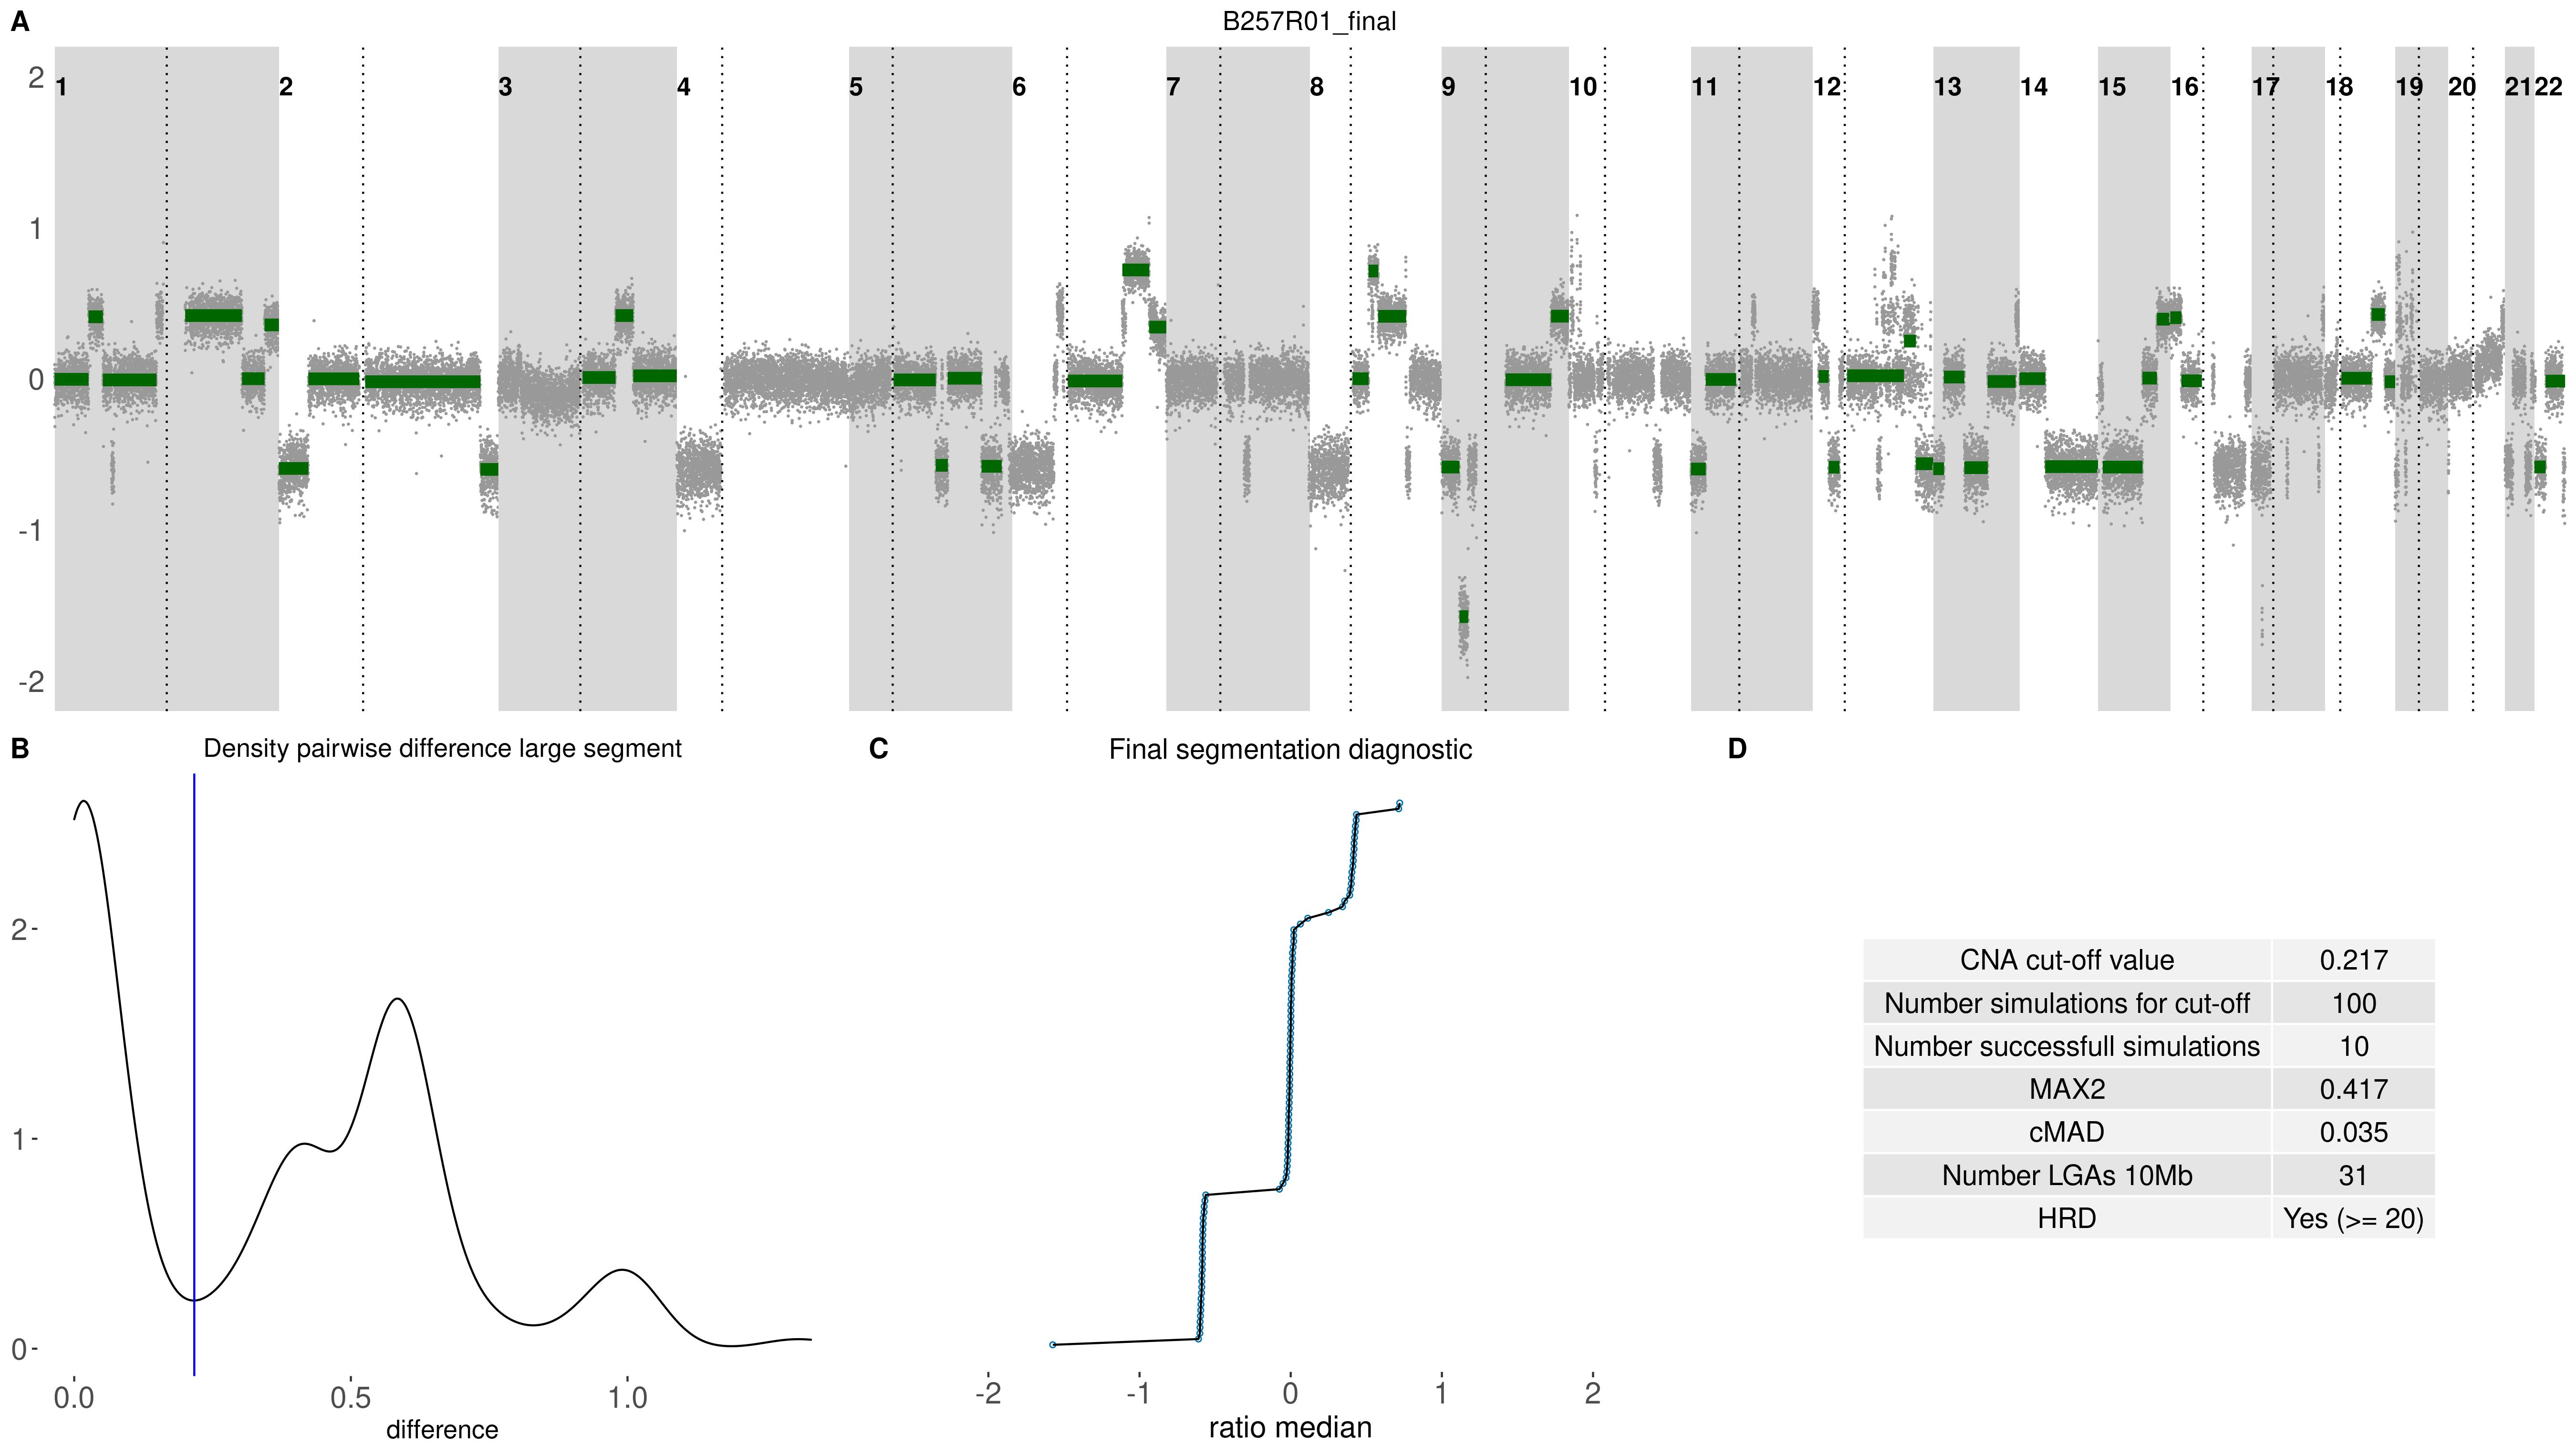 A
B257R01_final
2
1
0
-1
-2
1 2 3 4 5 6 7 8 9 10 11 12 13 14 15 16 17 18 19 20 21 22
B
Density pairwise difference large segment
2
1
0
0.0 0.5 1.0
difference
C
Final segmentation diagnostic
-2 -1 0 1 2
ratio median
D
CNA cut-off value 0.217
Number simulations for cut-off 100
Number successfull simulations 10
MAX2 0.417
cMAD 0.035
Number LGAs 10Mb 31
HRD Yes (>= 20)